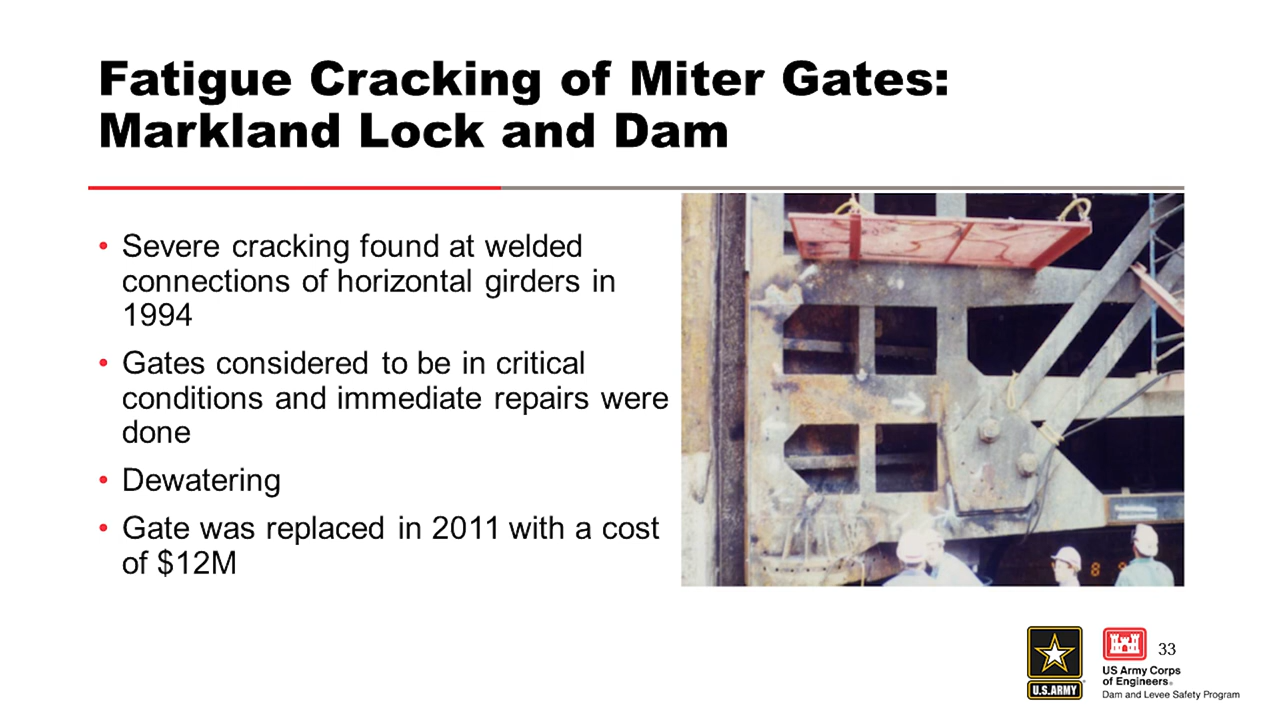 Fatigue Cracking of Miter Gates:
Markland Lock and Dam
• Severe cracking found at welded
connections of horizontal girders in
1994
• Gates considered to be in critical
conditions and immediate repairs were
done
• Dewatering
• Gate was replaced in 2011 with a cost
of $12M
8 9
U.S.ARMY
33
US Army Corps
of Engineers®
Dam and Levee Safety Program